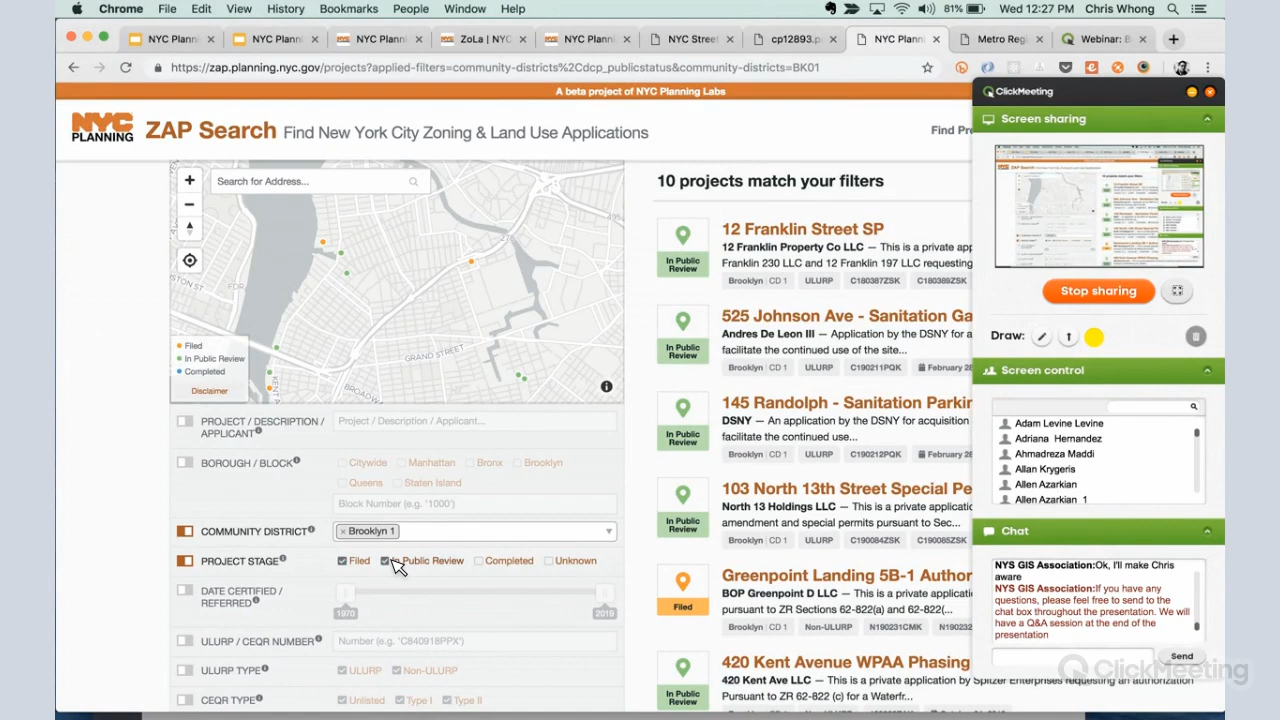 Chrome File Edit View History Bookmarks People Window Help 81% Wed 12:27 PM Chris Whong
NYC Plann NYC Plann NYC Plann ZoLa | NYC NYC Plann NYC Street cp12893.p NYC Plann Metro Reg Webinar: B
https://zap.planning.nyc.gov/projects?applied-filters=community-districts%2Cdcp_publicstatus&community-districts=BK01
A beta project of NYC Planning Labs
NYC PLANNING
ZAP Search Find New York City Zoning & Land Use Applications
Find Pr
Search for Address...
GRAND STREET
BROADW
KENT
Filed
In Public Review
Completed
Disclaimer
PROJECT / DESCRIPTION / APPLICANT
Project / Description / Applicant...
BOROUGH / BLOCK
Citywide Manhattan Bronx Brooklyn
Queens Staten Island
Block Number (e.g. '1000')
COMMUNITY DISTRICT
× Brooklyn 1
PROJECT STAGE
Filed In Public Review Completed Unknown
DATE CERTIFIED / REFERRED
1970 2019
ULURP / CEQR NUMBER
Number (e.g. 'C840918PPX')
ULURP TYPE
ULURP Non-ULURP
CEQR TYPE
Unlisted Type I Type II
10 projects match your filters
In Public Review
12 Franklin Street SP
12 Franklin Property Co LLC — This is a private app
Franklin 230 LLC and 12 Franklin 197 LLC requesting
Brooklyn | CD 1 ULURP C180387ZSK C180389ZSK
In Public Review
525 Johnson Ave - Sanitation Ga
Andres De Leon III — Application by the DSNY for a
facilitate the continued use of the site...
Brooklyn | CD 1 ULURP C190211PQK February 28
In Public Review
145 Randolph - Sanitation Parkin
DSNY — An application by the DSNY for acquisition
facilitate the continued use...
Brooklyn | CD 1 ULURP C190212PQK February
In Public Review
103 North 13th Street Special Pe
North 13 Holdings LLC — This is a private application
amendment and special permits pursuant to Sec...
Brooklyn | CD 1 ULURP C190084ZSK C190085ZSK
Filed
Greenpoint Landing 5B-1 Author
BOP Greenpoint D LLC — This is a private applica
pursuant to ZR Sections 62-822(a) and 62-822(
Brooklyn | CD 1 Non-ULURP N190231CMK N1902
In Public Review
420 Kent Avenue WPAA Phasing
420 Kent Ave LLC — This is a private application by Spitzer Enterprises requesting an authorization
Pursuant to ZR 62-822 (c) for a Waterfr...
ClickMeeting
Screen sharing
Stop sharing
Draw:
Screen control
Adam Levine Levine
Adriana Hernandez
Ahmadreza Maddi
Allan Krygeris
Allen Azarkian
Allen Azarkian 1
Chat
NYS GIS Association:Ok, I'll make Chris
aware
NYS GIS Association:If you have any
questions, please feel free to send to the
chat box throughout the presentation. We will
have a Q&A session at the end of the
presentation
Send
ClickMeeting